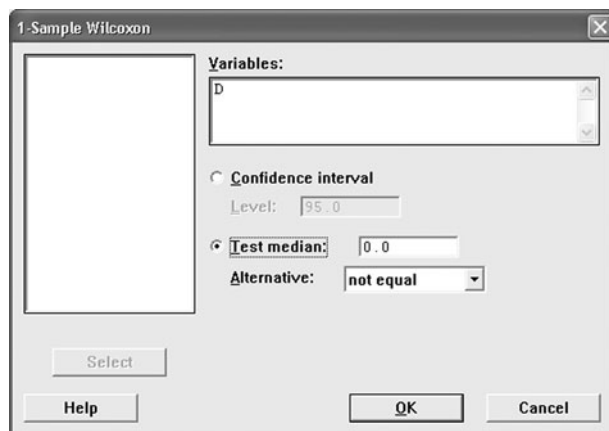 1-Sample Wilcoxon
Variables:
D
Confidence interval
Level: 95.0
Test median: 0.0
Alternative: not equal
Select
Help OK Cancel